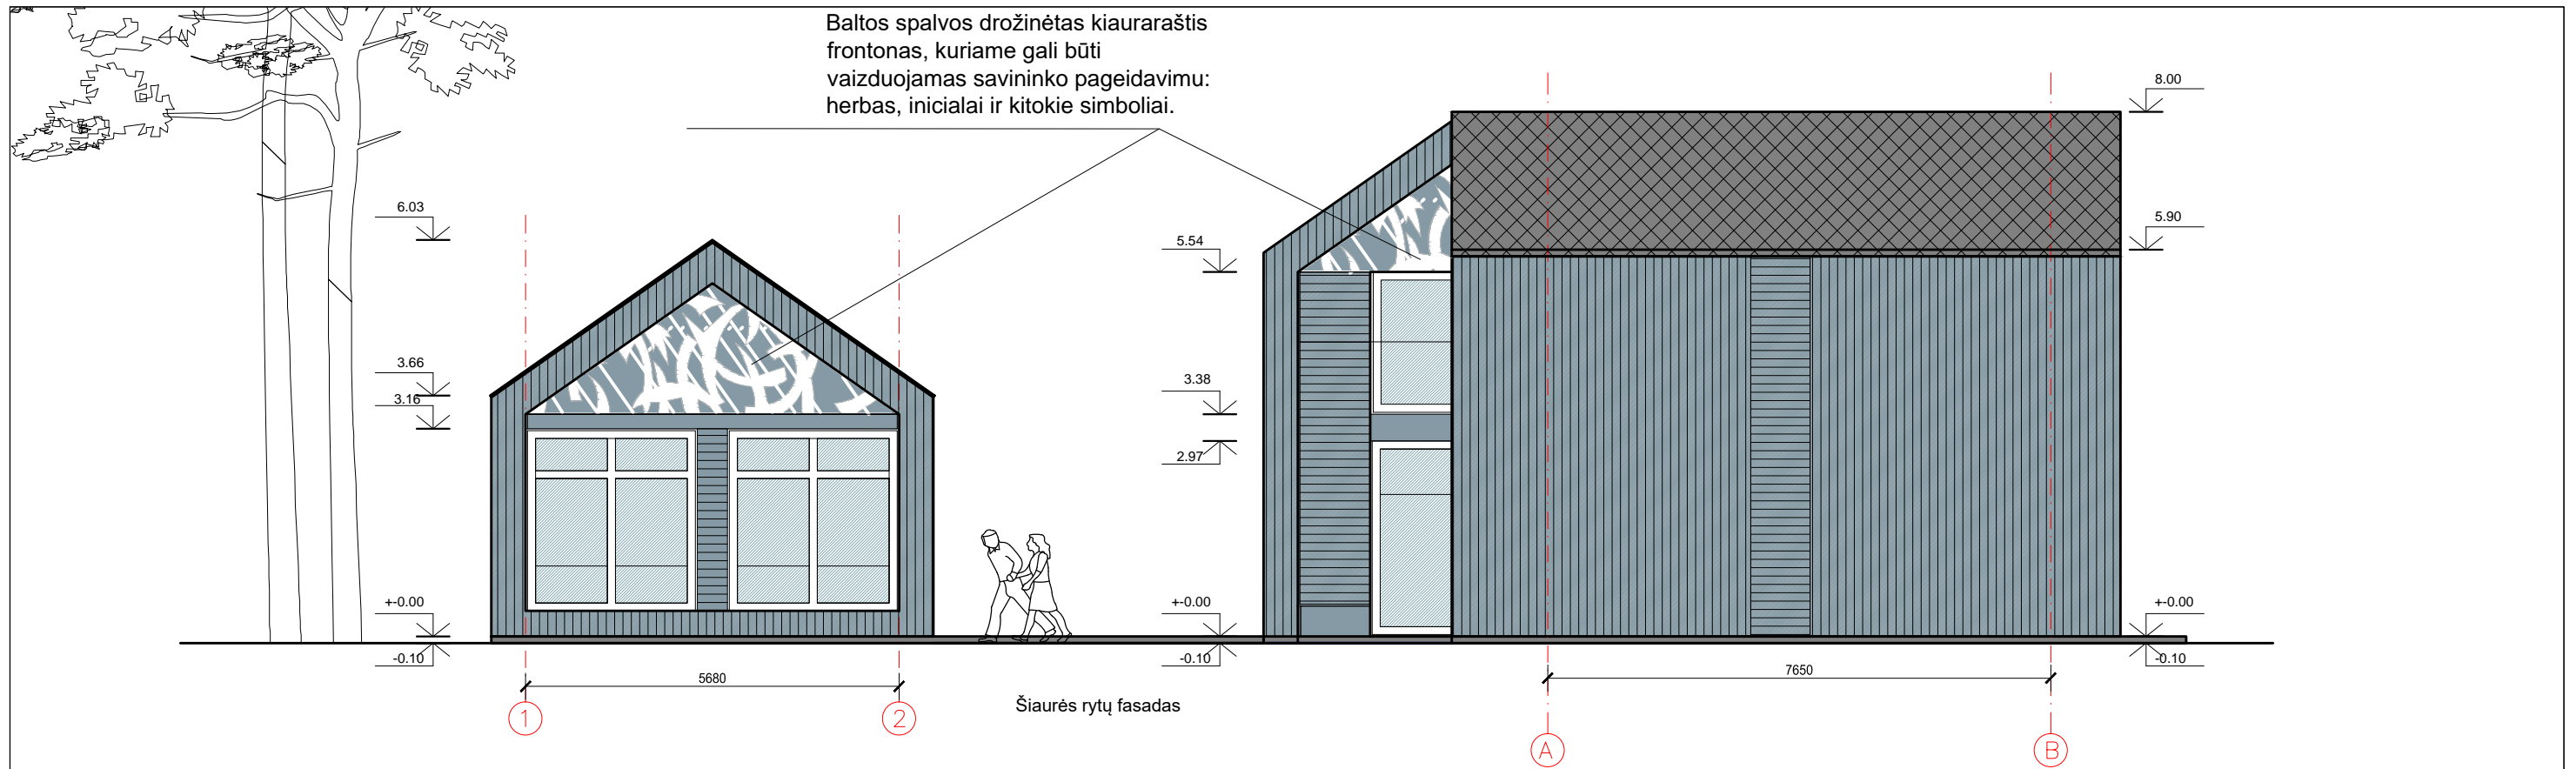 Baltos spalvos drožinėtas kiauraraštis
frontonas, kuriame gali būti
vaizduojamas savininko pageidavimu:
herbas, inicialai ir kitokie simboliai.
8.00
6.03
5.90
5.54
3.66
3.38
3.16
2.97
+-0.00
+-0.00
+-0.00
-0.10
-0.10
-0.10
5680
7650
Šiaurės rytų fasadas
1
2
A
B